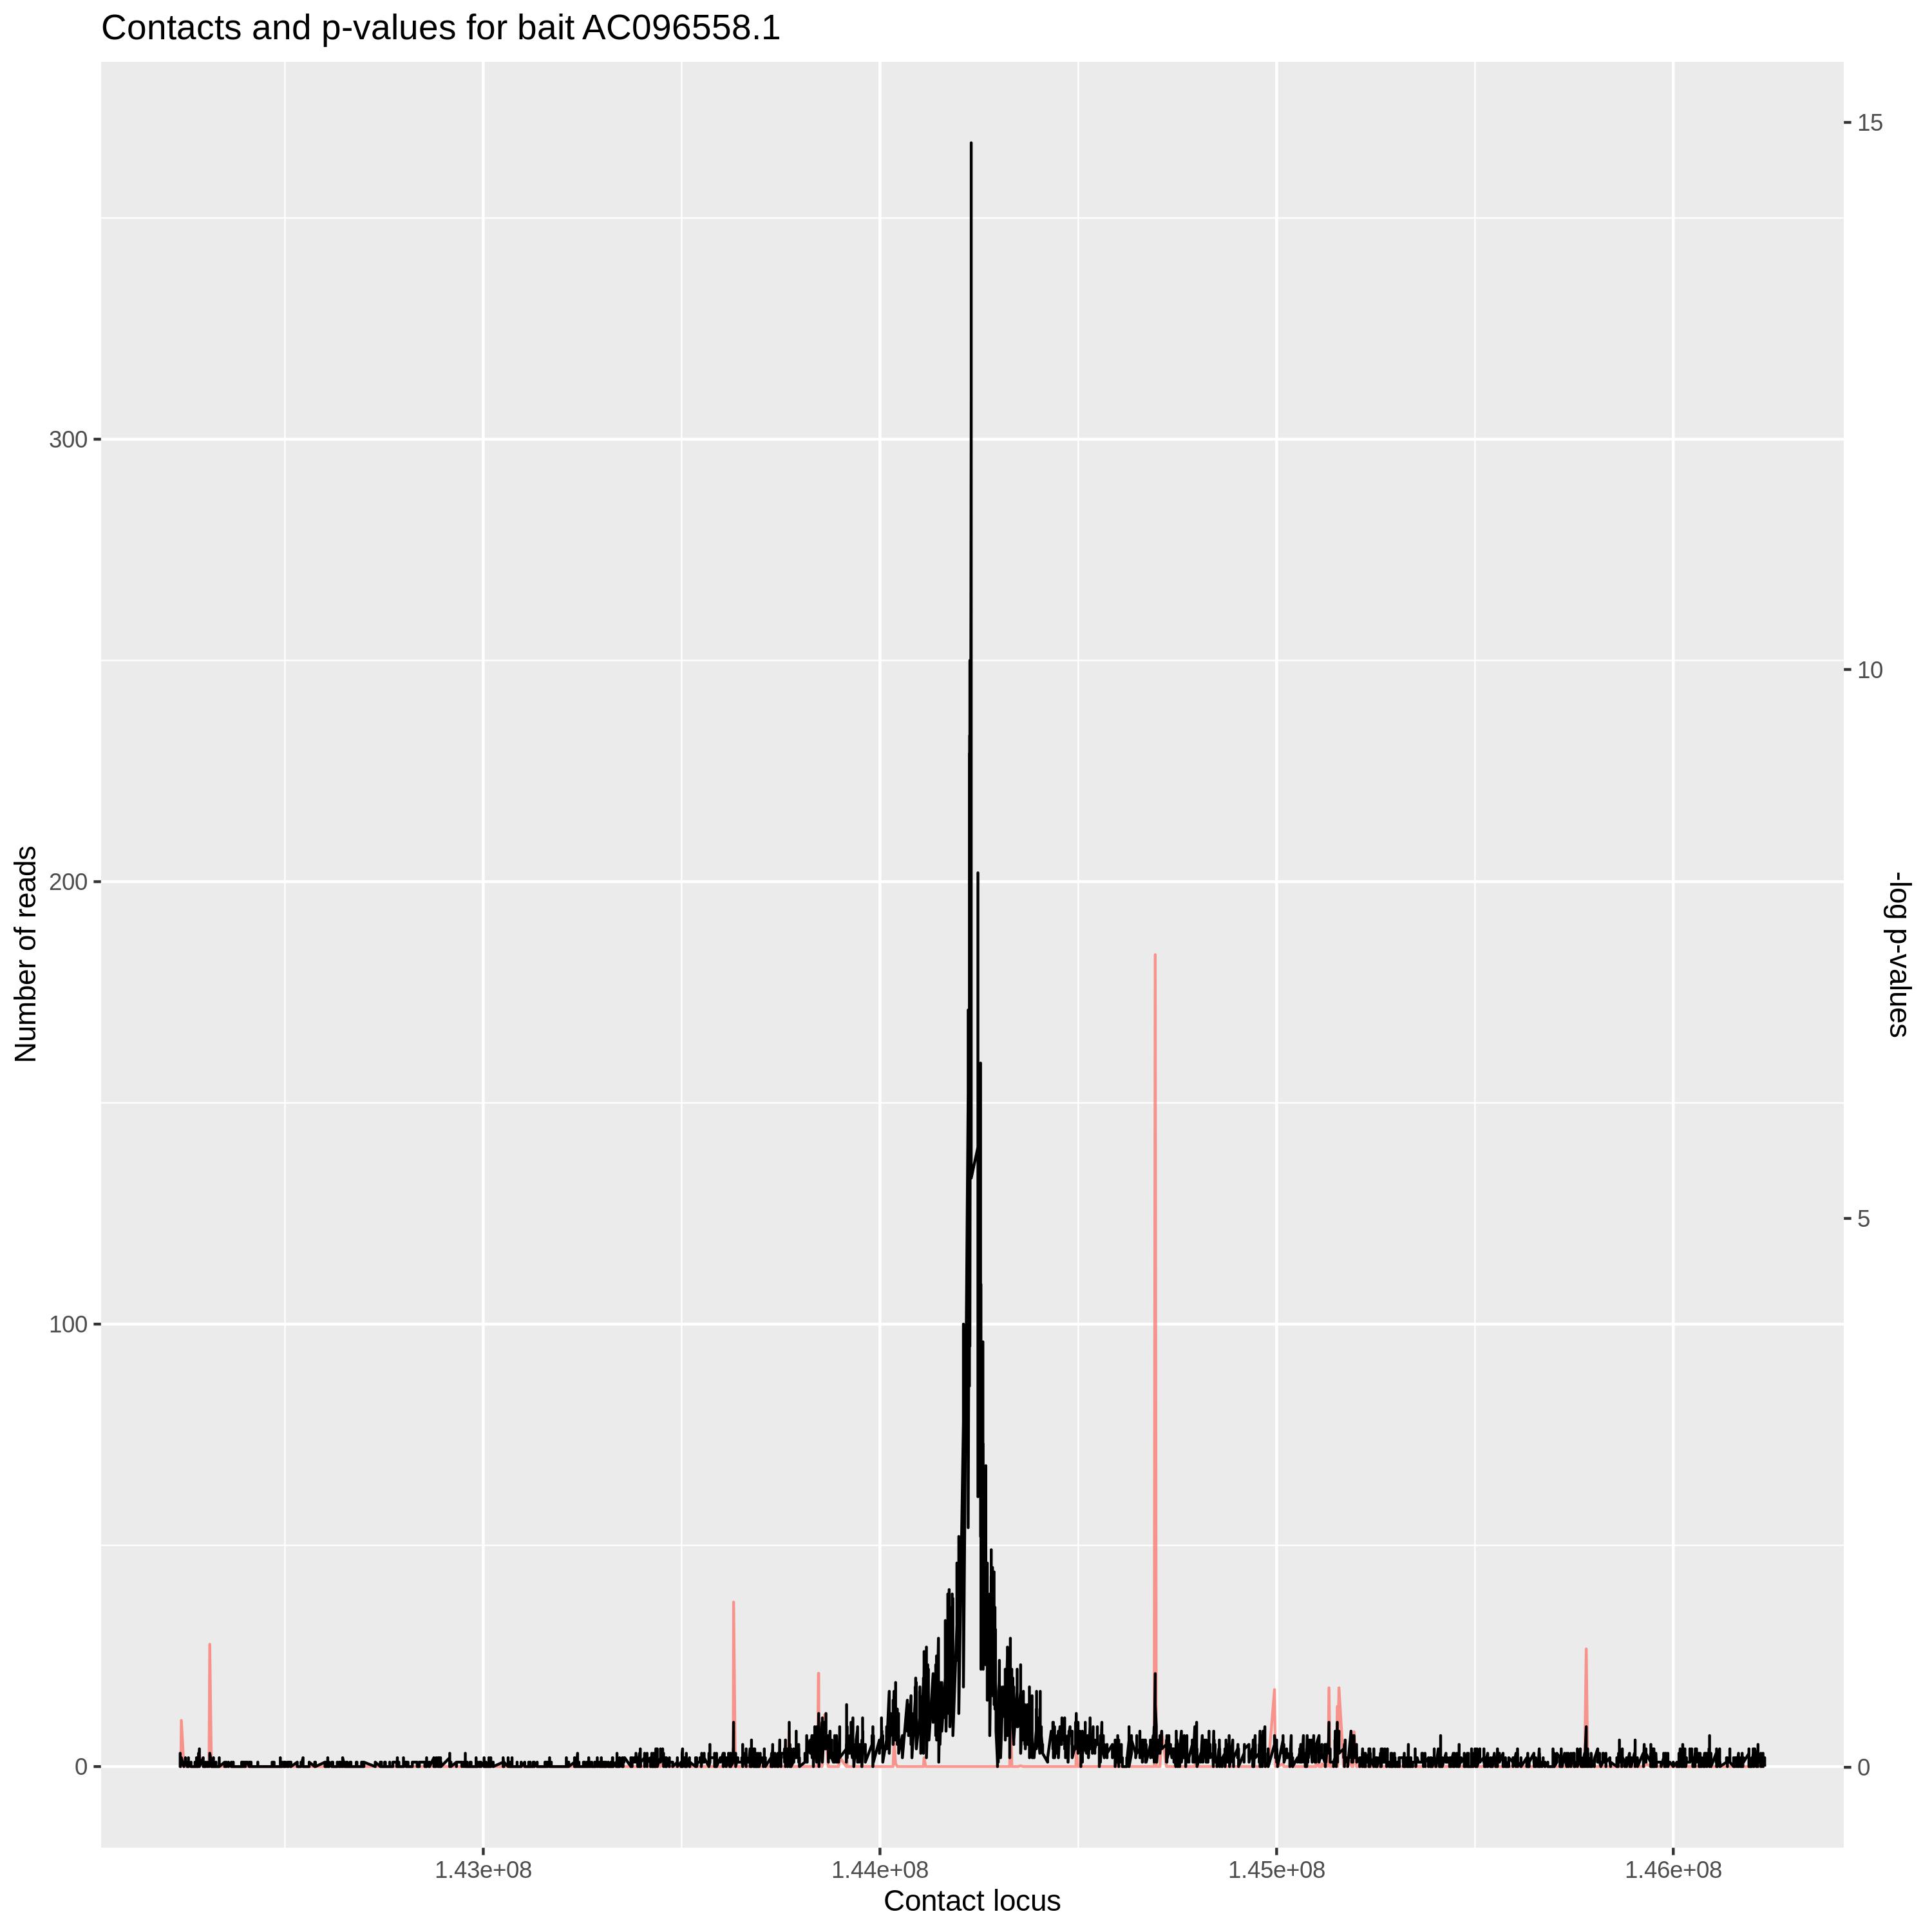 Contacts and p-values for bait AC096558.1
Number of reads
300
200
100
0
15
10
5
0
-log p-values
1.43e+08 1.44e+08 1.45e+08 1.46e+08
Contact locus